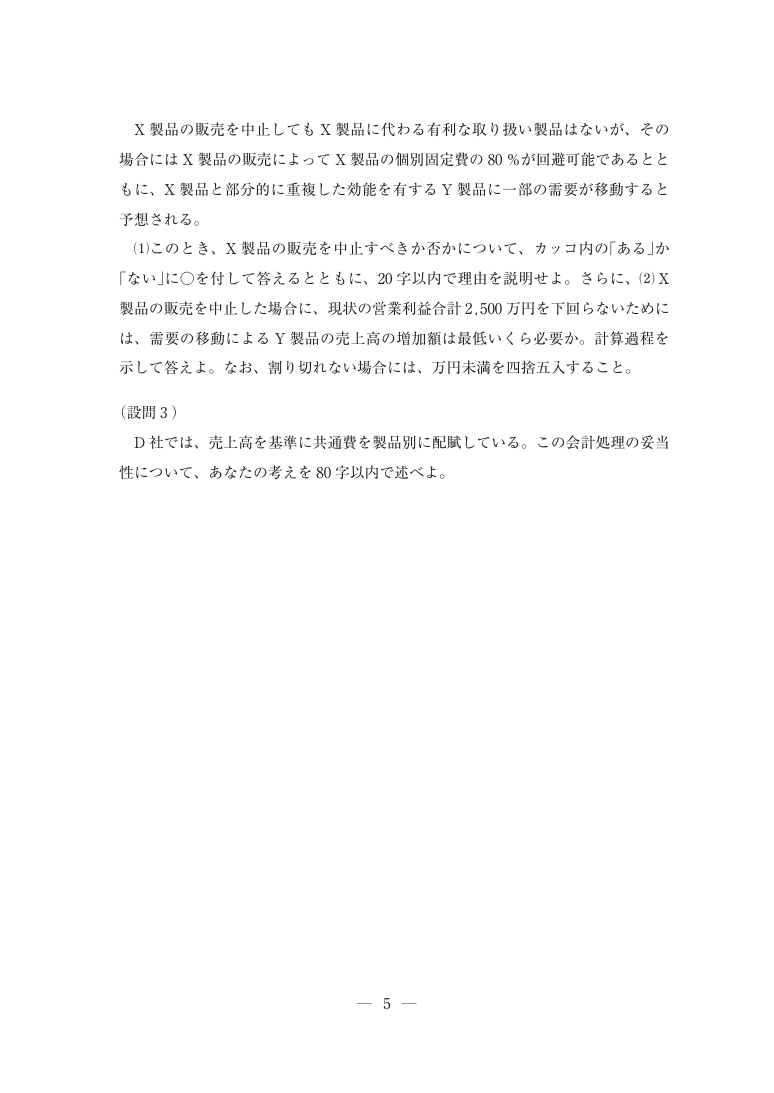 X 製品の販売を中止しても X 製品に代わる有利な取り扱い製品はないが、その
場合には X 製品の販売によって X 製品の個別固定費の 80 %が回避可能であるとと
もに、X 製品と部分的に重複した効能を有する Y 製品に一部の需要が移動すると
予想される。
⑴このとき、X 製品の販売を中止すべきか否かについて、カッコ内の「ある」か
「ない」に○を付して答えるとともに、20 字以内で理由を説明せよ。さらに、⑵ X
製品の販売を中止した場合に、現状の営業利益合計 2,500 万円を下回らないために
は、需要の移動による Y 製品の売上高の増加額は最低いくら必要か。計算過程を
示して答えよ。なお、割り切れない場合には、万円未満を四捨五入すること。
（設問 3 ）
D 社では、売上高を基準に共通費を製品別に配賦している。この会計処理の妥当
性について、あなたの考えを 80 字以内で述べよ。
— 5 —